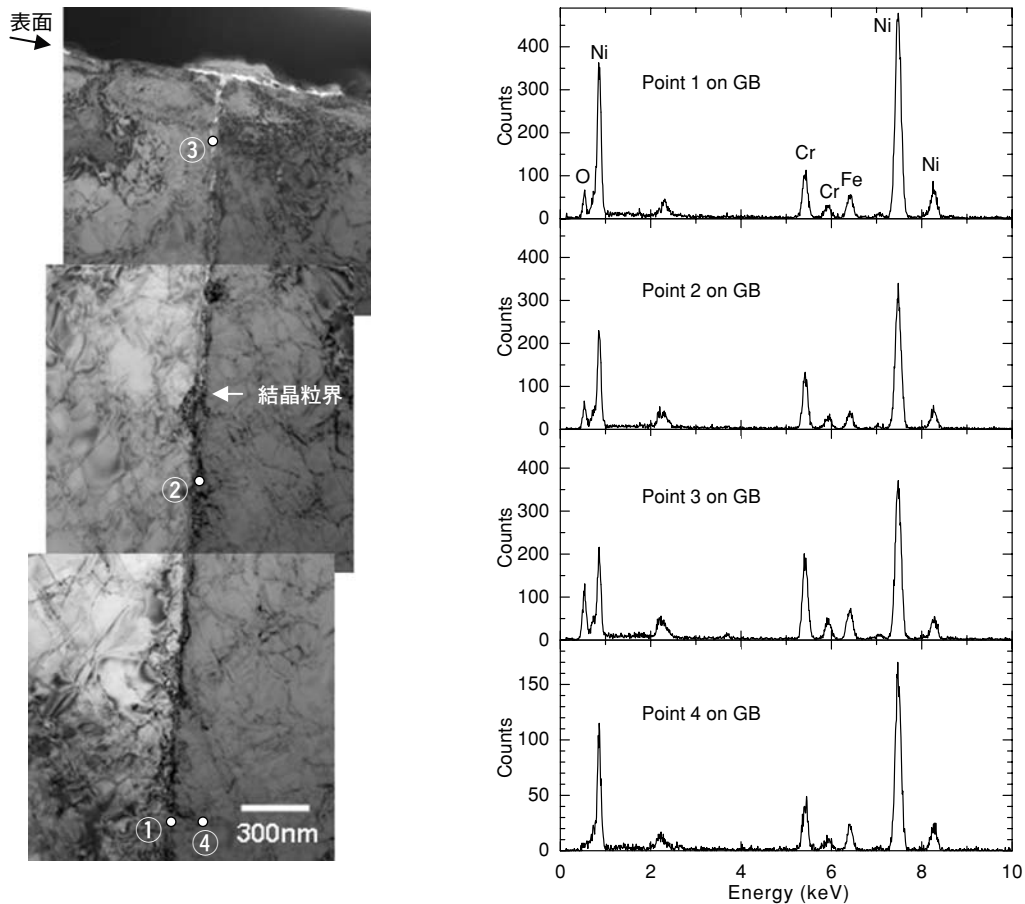 表面
③
結晶粒界
②
①
④
300nm
Counts
400
300
200
100
0
O
Ni
Point 1 on GB
Cr
Cr
Fe
Ni
Ni
Counts
400
300
200
100
0
Point 2 on GB
Counts
400
300
200
100
0
Point 3 on GB
Counts
150
100
50
0
Point 4 on GB
0
2
4
6
8
10
Energy (keV)